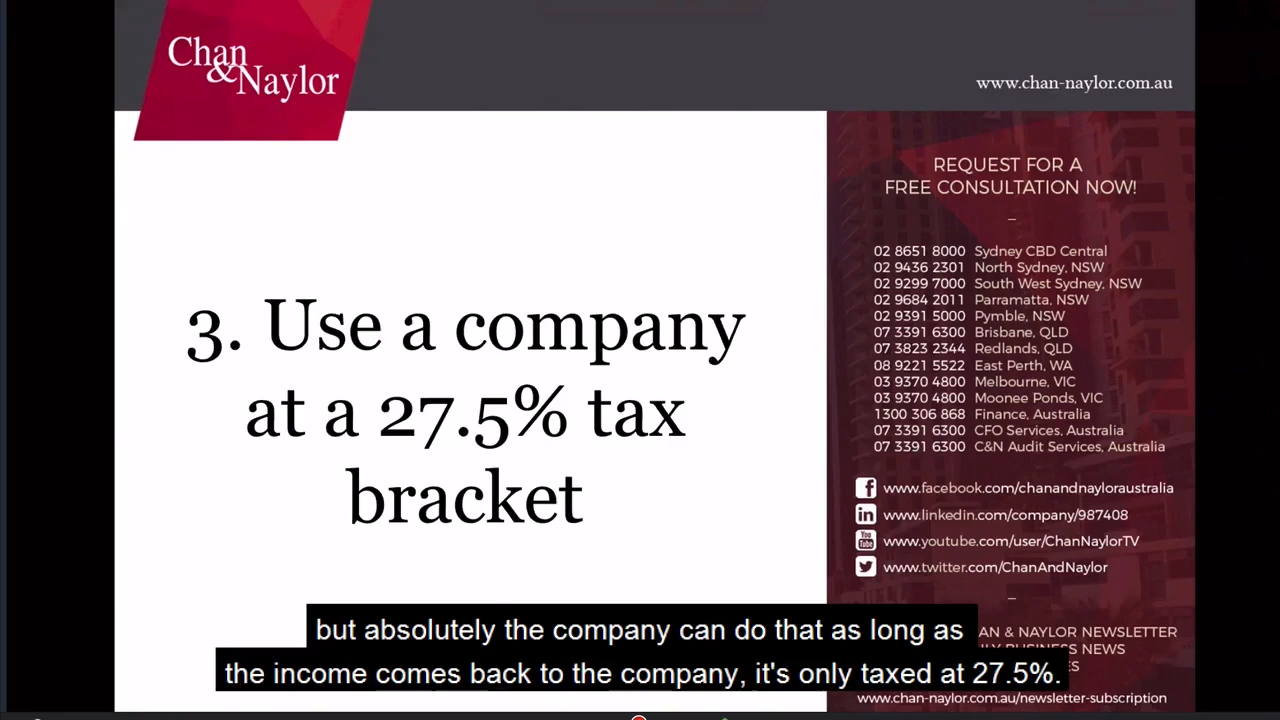 Chan
&Naylor
www.chan-naylor.com.au
3. Use a company
at a 27.5% tax
bracket
REQUEST FOR A
FREE CONSULTATION NOW!
02 8651 8000 Sydney CBD Central
02 9436 2301 North Sydney, NSW
02 9299 7000 South West Sydney, NSW
02 9684 2011 Parramatta, NSW
02 9391 5000 Pymble, NSW
07 3391 6300 Brisbane, QLD
07 3823 2344 Redlands, QLD
08 9221 5522 East Perth, WA
03 9370 4800 Melbourne, VIC
03 9370 4800 Moonee Ponds, VIC
1300 306 868 Finance, Australia
07 3391 6300 CFO Services, Australia
07 3391 6300 C&N Audit Services, Australia
www.facebook.com/chanandnayloraustralia
www.linkedin.com/company/987408
www.youtube.com/user/ChanNaylorTV
www.twitter.com/ChanAndNaylor
& NAYLOR NEWSLETTER
BUSINESS NEWS
www.chan-naylor.com.au/newsletter-subscription
but absolutely the company can do that as long as
the income comes back to the company, it's only taxed at 27.5%.